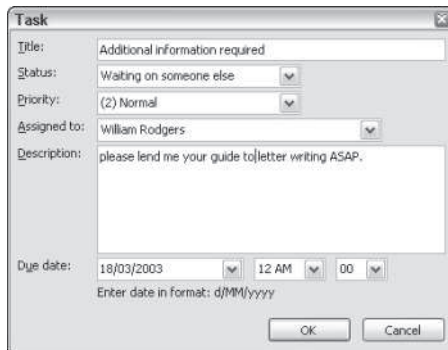 Task
Title: Additional information required
Status: Waiting on someone else
Priority: (2) Normal
Assigned to: William Rodgers
Description: please lend me your guide to letter writing ASAP.
Due date: 18/03/2003 12 AM 00
Enter date in format: d/MM/yyyy
OK Cancel